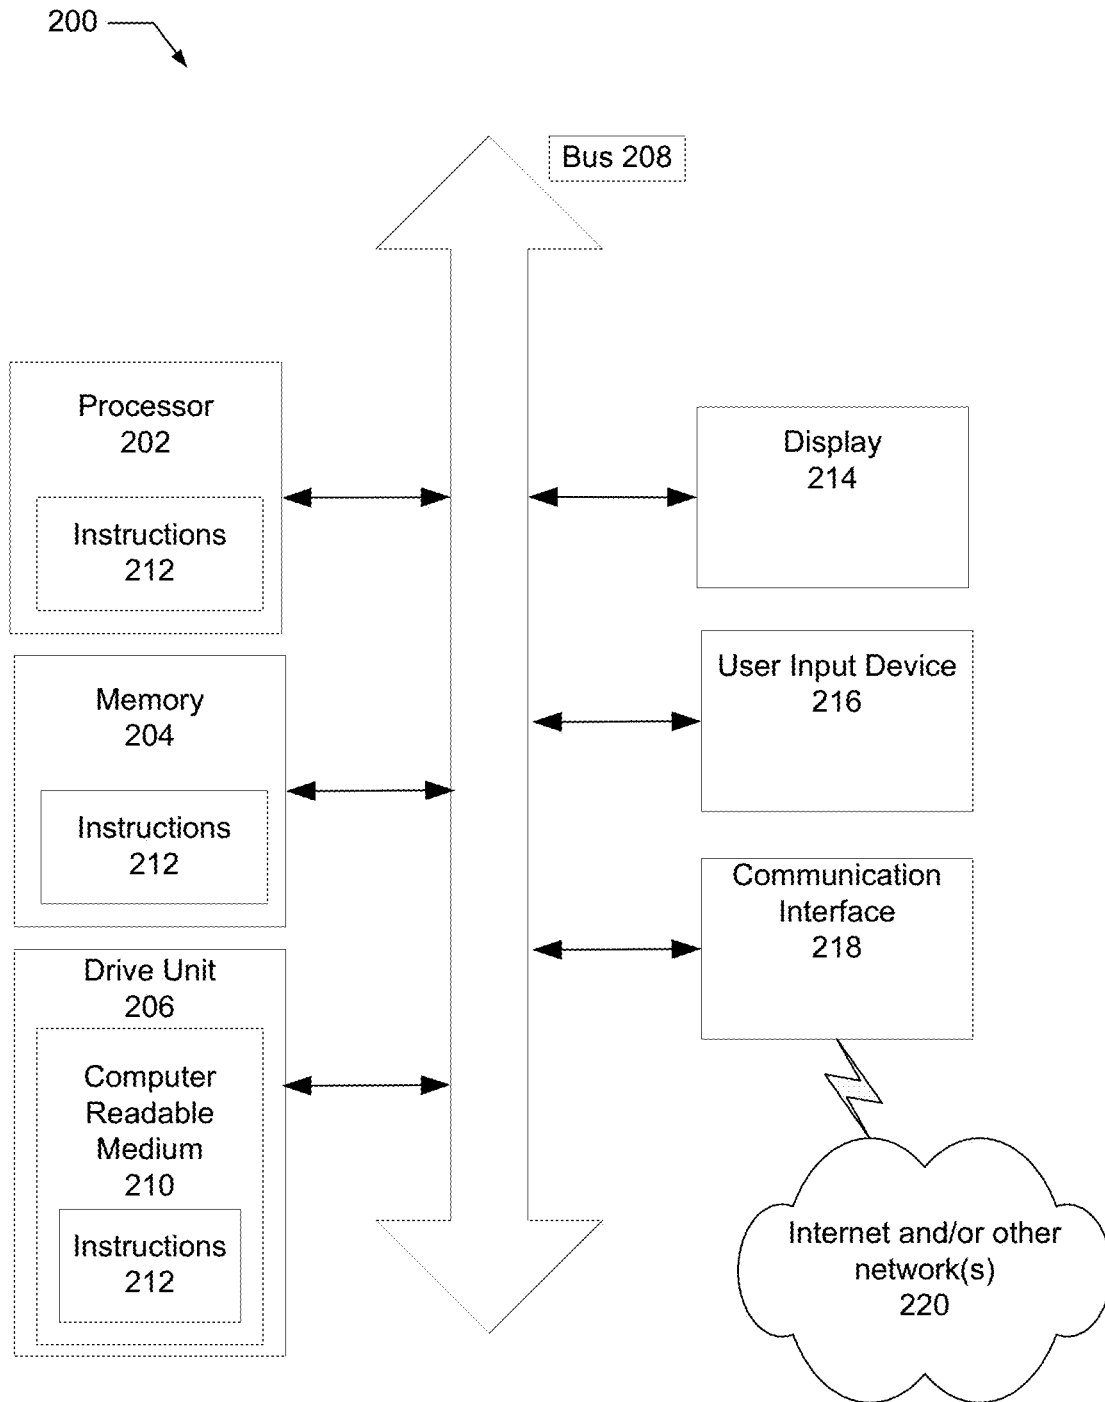 200
Bus 208
Processor
202
Instructions
212
Memory
204
Instructions
212
Drive Unit
206
Computer
Readable
Medium
210
Instructions
212
Display
214
User Input Device
216
Communication
Interface
218
Internet and/or other
network(s)
220